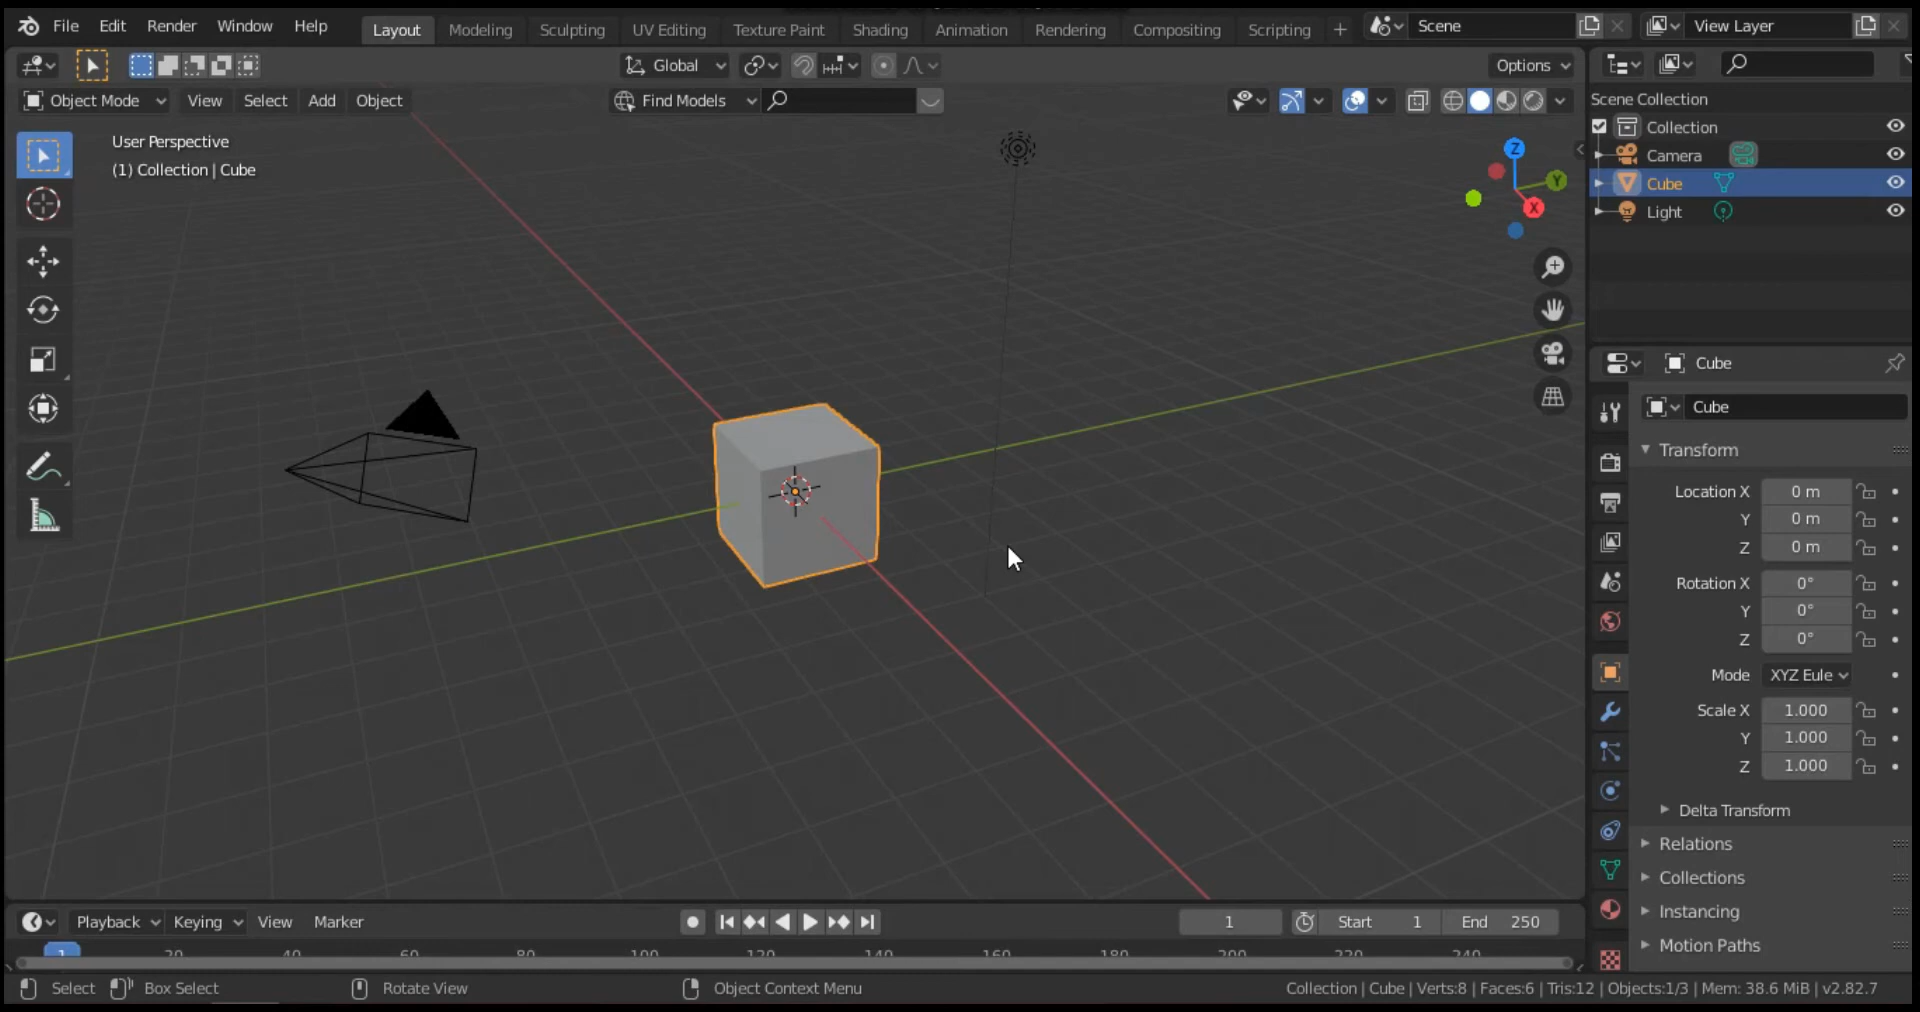 File Edit Render Window Help Layout Modeling Sculpting UV Editing Texture Paint Shading Animation Rendering Compositing Scripting + Scene View Layer
Global Options
Object Mode View Select Add Object Find Models
User Perspective
(1) Collection | Cube
Z
Y
X
Scene Collection
Collection
Camera
Cube
Light
Cube
Cube
Transform
Location X 0 m
Y 0 m
Z 0 m
Rotation X 0°
Y 0°
Z 0°
Mode XYZ Eule
Scale X 1.000
Y 1.000
Z 1.000
Delta Transform
Relations
Collections
Instancing
Motion Paths
Playback Keying View Marker 1 Start 1 End 250
1 20 40 60 80 100 120 140 160 180 200 220 240
Select Box Select Rotate View Object Context Menu Collection | Cube | Verts:8 | Faces:6 | Tris:12 | Objects:1/3 | Mem: 38.6 MiB | v2.82.7